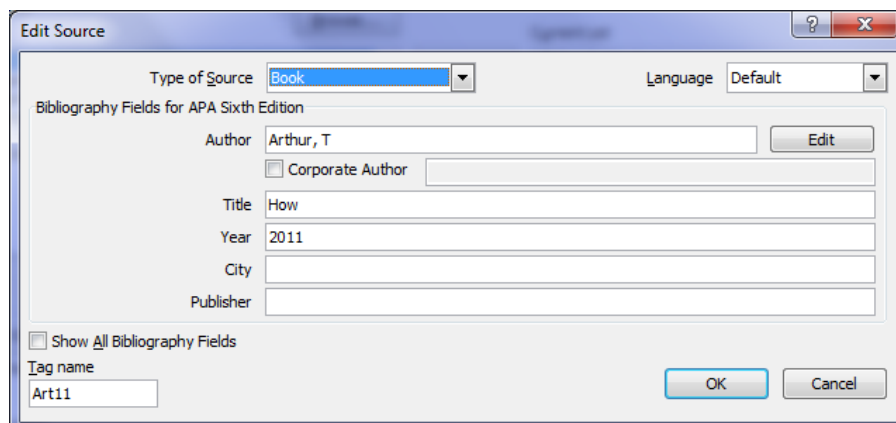 Edit Source
Type of Source Book Language Default
Bibliography Fields for APA Sixth Edition
Author Arthur, T Edit
Corporate Author
Title How
Year 2011
City
Publisher
Show All Bibliography Fields
Tag name
Art11 OK Cancel